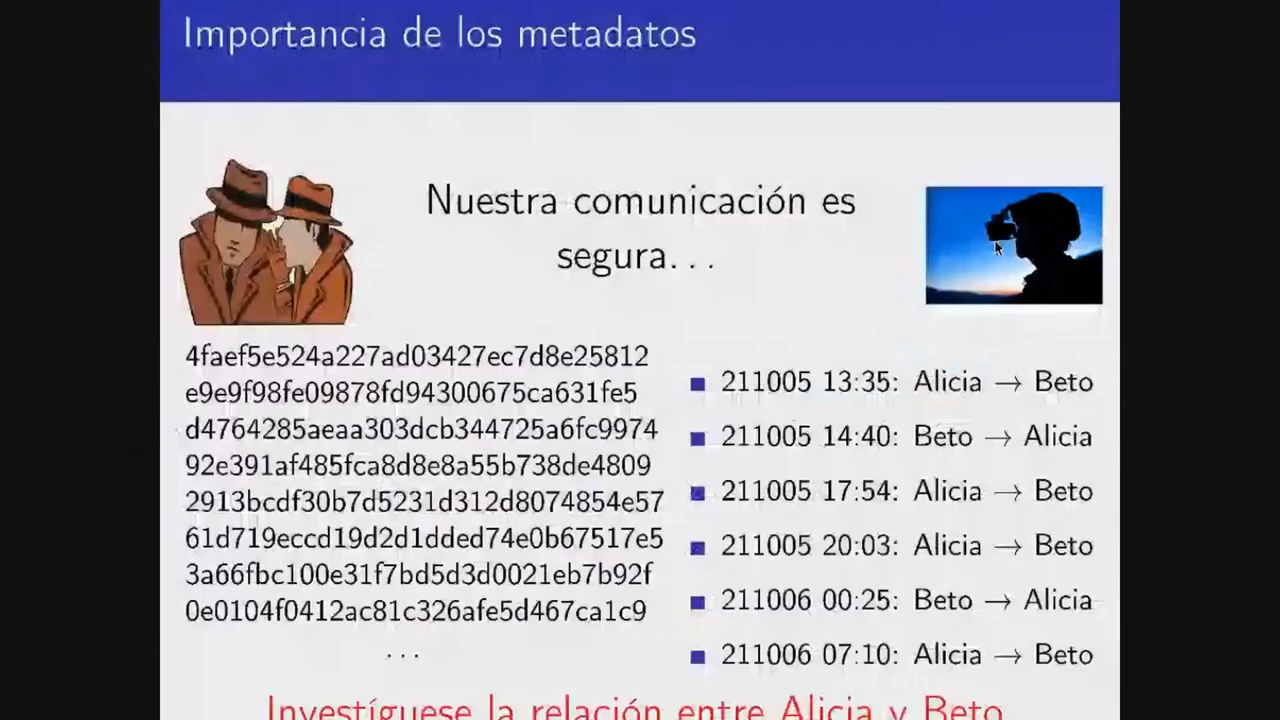 Importancia de los metadatos
Nuestra comunicación es
segura...
4faef5e524a227ad03427ec7d8e25812
e9e9f98fe09878fd94300675ca631fe5
d4764285aeaa303dcb344725a6fc9974
92e391af485fca8d8e8a55b738de4809
2913bcdf30b7d5231d312d8074854e57
61d719eccd19d2d1dded74e0b67517e5
3a66fbc100e31f7bd5d3d0021eb7b92f
0e0104f0412ac81c326afe5d467ca1c9
...
211005 13:35: Alicia → Beto
211005 14:40: Beto → Alicia
211005 17:54: Alicia → Beto
211005 20:03: Alicia → Beto
211006 00:25: Beto → Alicia
211006 07:10: Alicia → Beto
Investíguese la relación entre Alicia y Beto